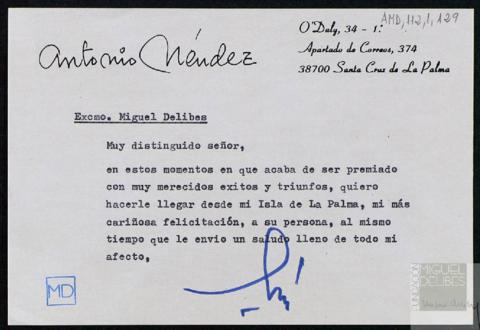 AMD, 112, 1, 129
Antonio Méndez
O'Daly, 34 - 1.
Apartado de Correos, 374
38700 Santa Cruz de La Palma
Excmo. Miguel Delibes
Muy distinguido señor,
en estos momentos en que acaba de ser premiado
con muy merecidos exitos y triunfos, quiero
hacerle llegar desde mi Isla de La Palma, mi más
cariñosa felicitación, a su persona, al mismo
tiempo que le envio un saludo lleno de todo mi
afecto,
MD
FUNDACIÓN
MIGUEL
DELIBES